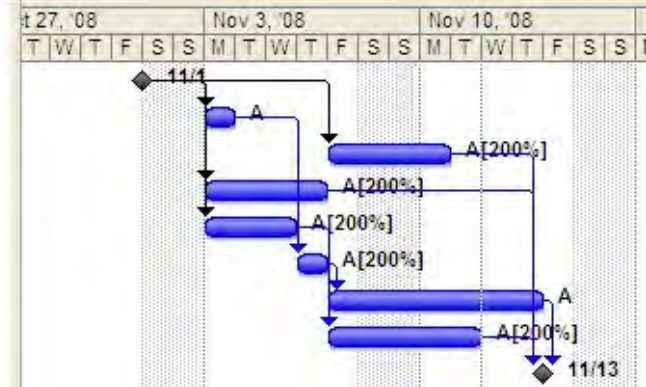 t 27, '08 Nov 3, '08 Nov 10, '08
T W T F S S M T W T F S S M T W T F S S
11/1
A
A[200%]
A[200%]
A[200%]
A[200%]
A
A[200%]
11/13